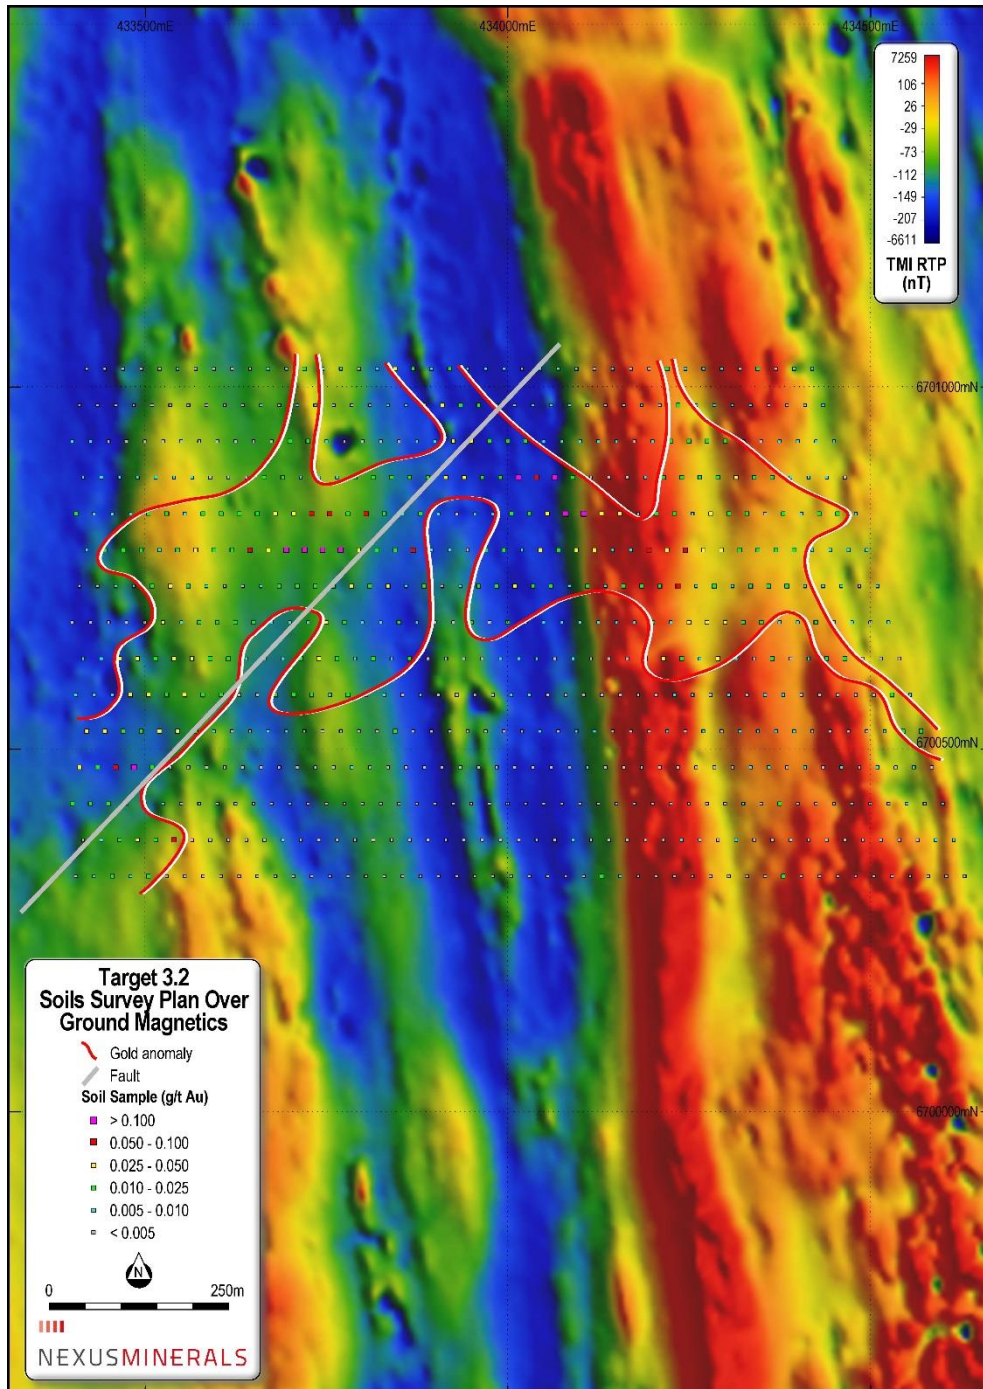 433500mE
434000mE
434500mE
7259
106
26
-29
-73
-112
-149
-207
-6611
TMI RTP
(nT)
6701000mN
6700500mN
6700000mN
Target 3.2
Soils Survey Plan Over
Ground Magnetics
Gold anomaly
Fault
Soil Sample (g/t Au)
> 0.100
0.050 - 0.100
0.025 - 0.050
0.010 - 0.025
0.005 - 0.010
< 0.005
N
0 250m
NEXUSMINERALS